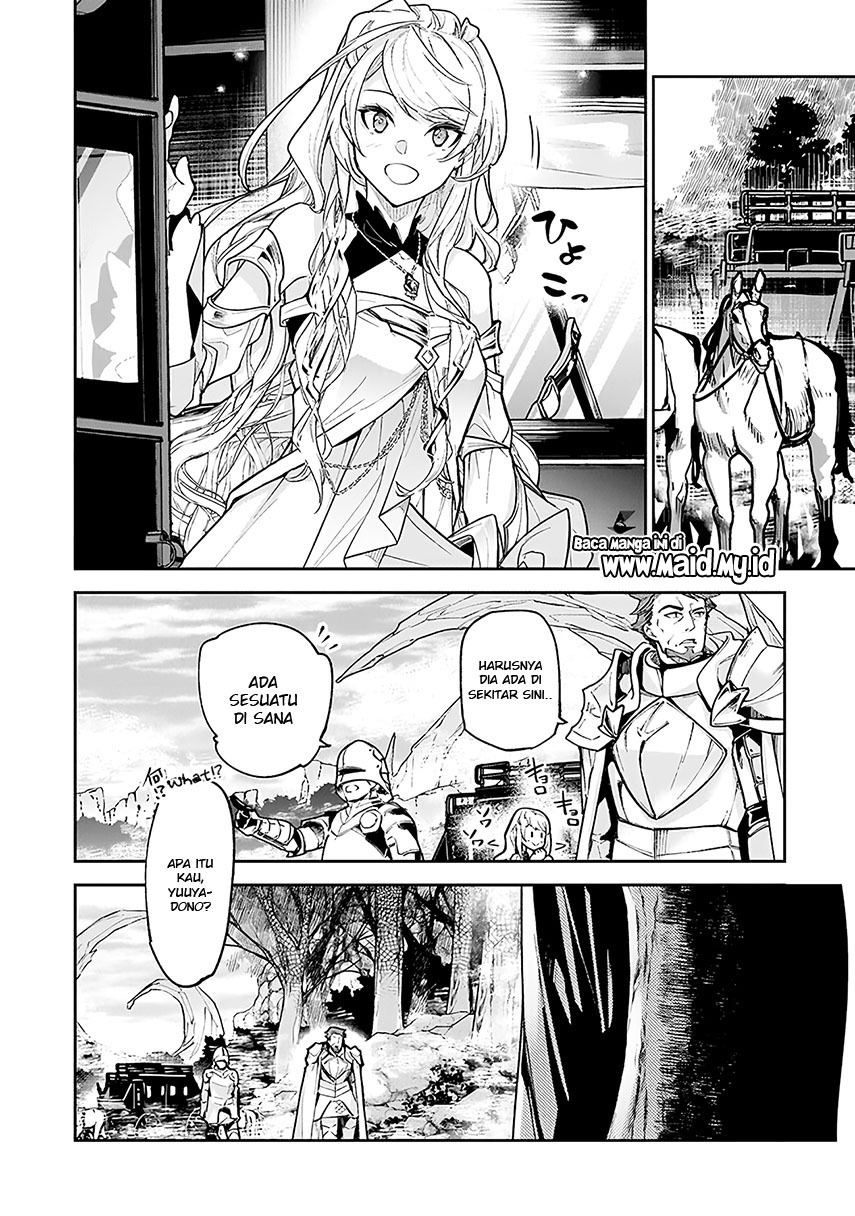 ひょ
こっ
Baca Manga ini di
www.Maid.My.id
HARUSNYA
DIA ADA DI
SEKITAR SINI..
ADA
SESUATU
DI SANA
キョロ
キョロ
ソワ
ソワ
何!?
What!?
APA ITU
KAU,
YUUYA-
DONO?